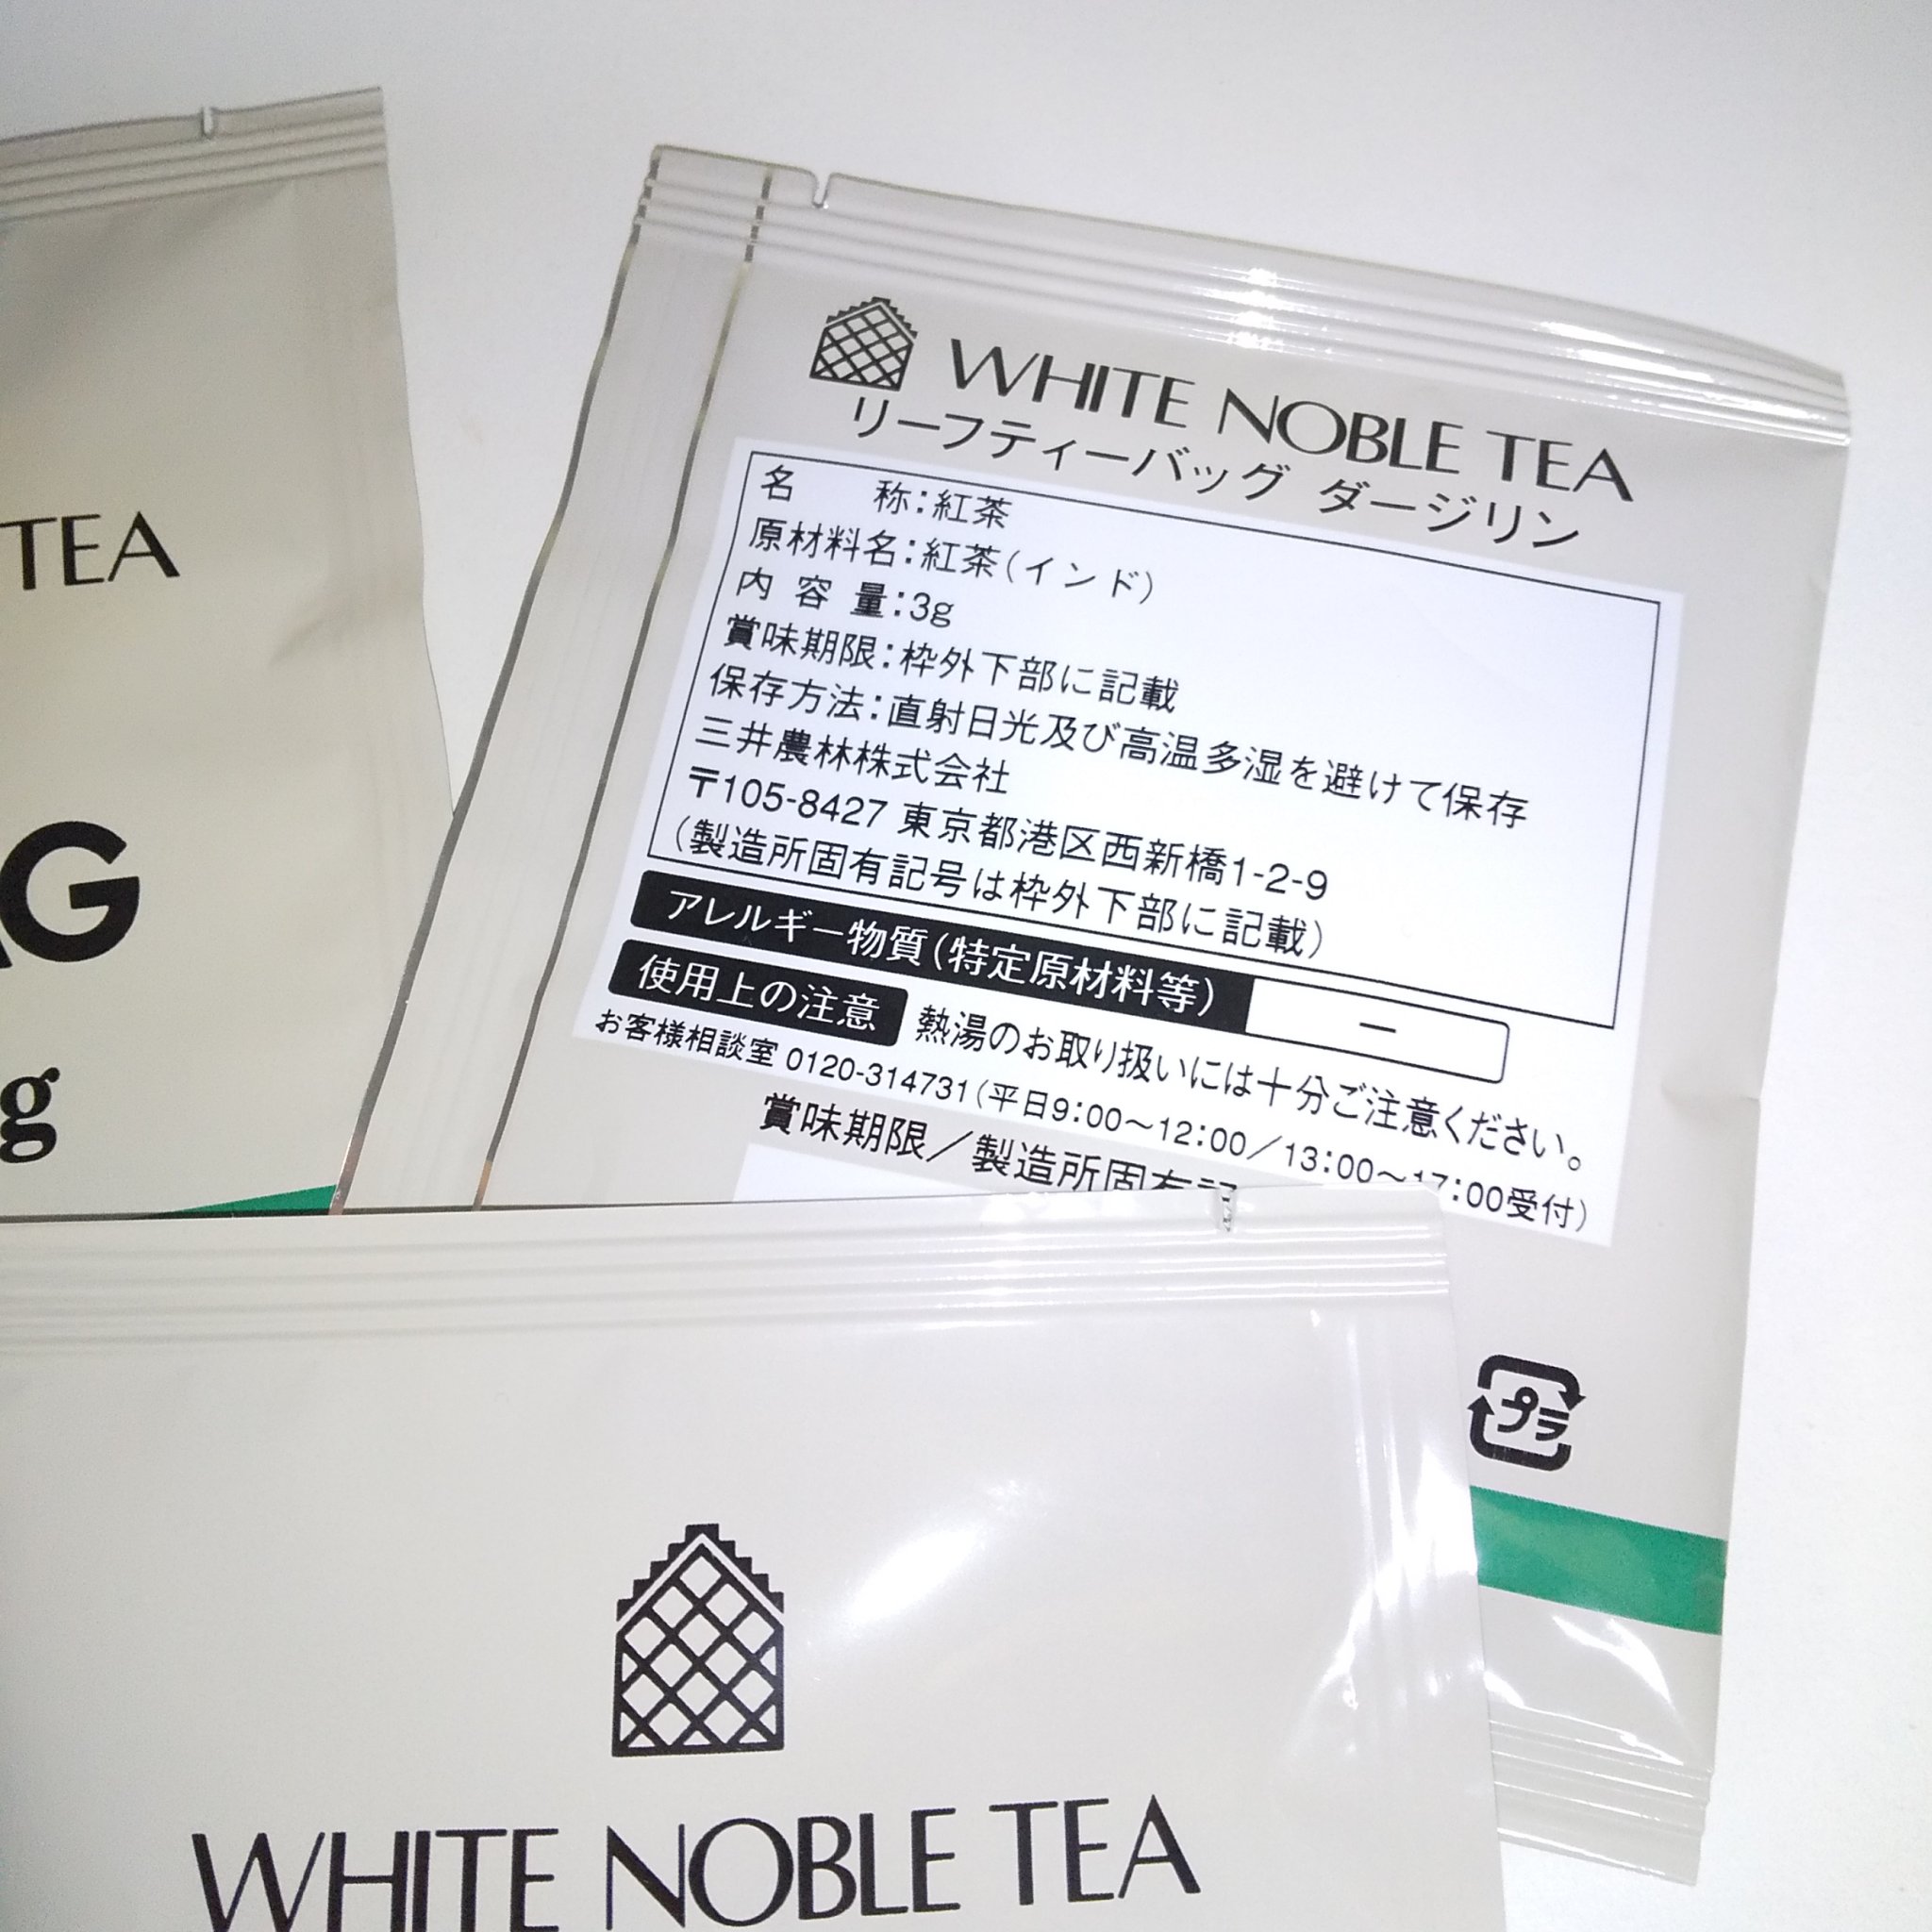 TEA
G
g
WHITE NOBLE TEA
リーフティーバッグ ダージリン
名 称:紅茶
原材料名:紅茶(インド)
内 容 量:3g
賞味期限:枠外下部に記載
保存方法:直射日光及び高温多湿を避けて保存
三井農林株式会社
〒105-8427 東京都港区西新橋1-2-9
(製造所固有記号は枠外下部に記載)
アレルギー物質(特定原材料等) ―
使用上の注意 熱湯のお取り扱いには十分ご注意ください。
お客様相談室 0120-314731(平日9:00～12:00/13:00～17:00受付)
賞味期限/製造所固有記
プラ
WHITE NOBLE TEA